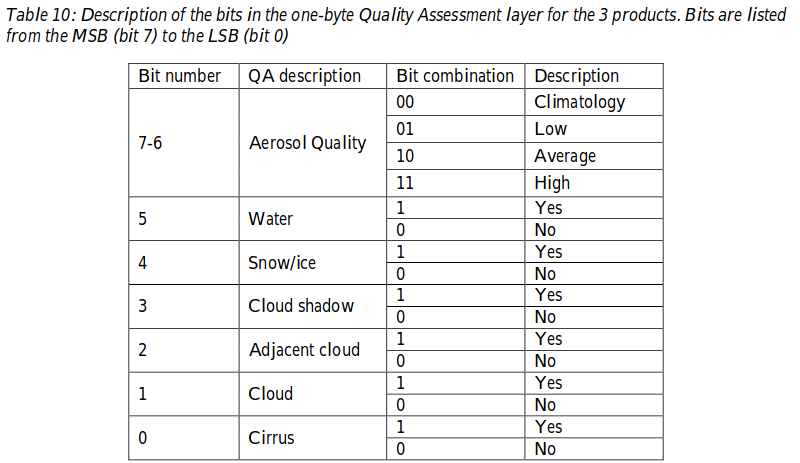 Table 10: Description of the bits in the one-byte Quality Assessment layer for the 3 products. Bits are listed
from the MSB (bit 7) to the LSB (bit 0)
Bit number QA description Bit combination Description
7-6 Aerosol Quality 00 Climatology
01 Low
10 Average
11 High
5 Water 1 Yes
0 No
4 Snow/ice 1 Yes
0 No
3 Cloud shadow 1 Yes
0 No
2 Adjacent cloud 1 Yes
0 No
1 Cloud 1 Yes
0 No
0 Cirrus 1 Yes
0 No